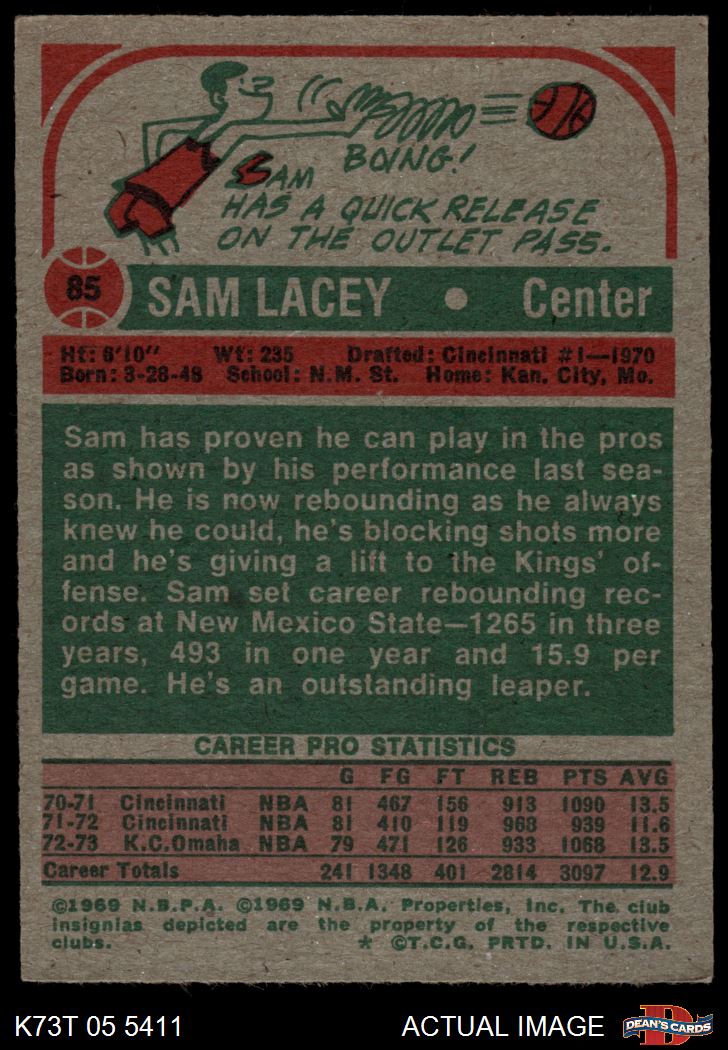 BOING!
SAM
HAS A QUICK RELEASE
ON THE OUTLET PASS.
85 SAM LACEY • Center
Ht: 6'10" Wt: 235 Drafted: Cincinnati #1—1970
Born: 3-28-48 School: N.M. St. Home: Kan. City, Mo.
Sam has proven he can play in the pros
as shown by his performance last sea-
son. He is now rebounding as he always
knew he could, he's blocking shots more
and he's giving a lift to the Kings' of-
fense. Sam set career rebounding rec-
ords at New Mexico State—1265 in three
years, 493 in one year and 15.9 per
game. He's an outstanding leaper.
CAREER PRO STATISTICS
G FG FT REB PTS AVG
70-71 Cincinnati NBA 81 467 156 913 1090 13.5
71-72 Cincinnati NBA 81 410 119 968 939 11.6
72-73 K.C.Omaha NBA 79 471 126 933 1068 13.5
Career Totals 241 1348 401 2814 3097 12.9
©1969 N.B.P.A. ©1969 N.B.A. Properties, Inc. The club
insignias depicted are the property of the respective
clubs. * ©T.C.G. PRTD. IN U.S.A.
K73T 05 5411 ACTUAL IMAGE D DEAN'S CARDS